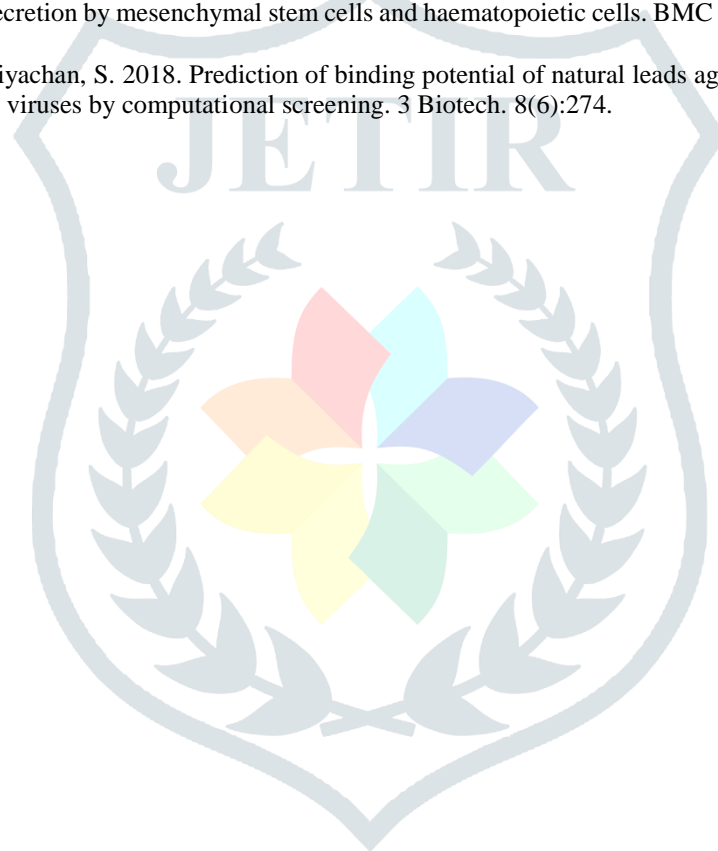 ecretion by mesenchymal stem cells and haematopoietic cells. BMC
iyachan, S. 2018. Prediction of binding potential of natural leads ag
viruses by computational screening. 3 Biotech. 8(6):274.
JETIR